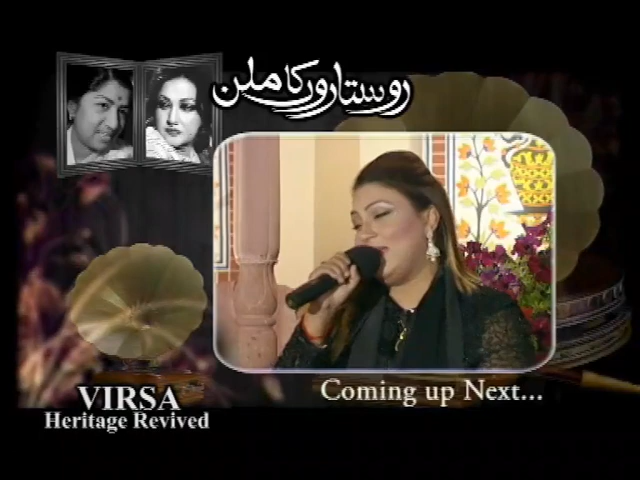 دو ستاروں کا ملن
Coming up Next...
VIRSA
Heritage Revived